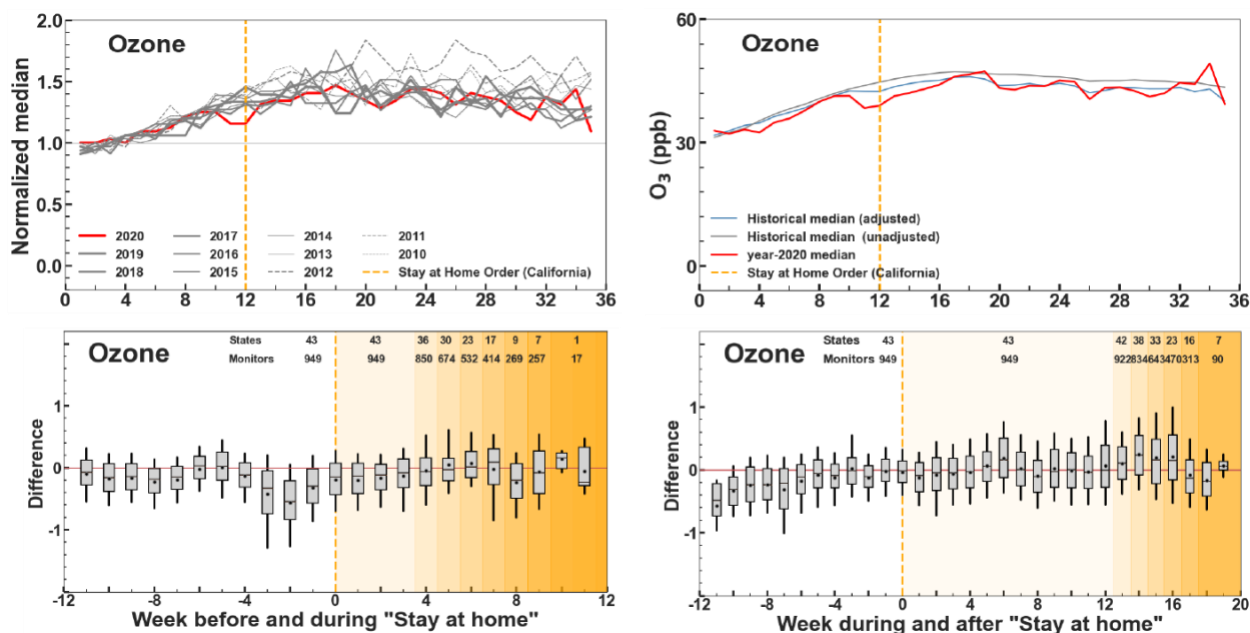 2.0
1.5
1.0
0.5
0.0
Normalized median
Ozone
2020
2019
2018
2017
2016
2015
2014
2013
2012
2011
2010
Stay at Home Order (California)
0 4 8 12 16 20 24 28 32 36
60
30
0
O3 (ppb)
Ozone
Historical median (adjusted)
Historical median (unadjusted)
year-2020 median
Stay at Home Order (California)
0 4 8 12 16 20 24 28 32 36
Ozone
States 43 43 36 30 23 17 9 7 1
Monitors 949 949 850 674 532 414 269 257 17
1
0
-1
Difference
-12 -8 -4 0 4 8 12
Week before and during "Stay at home"
Ozone
States 43 43 42 38 33 23 16 7
Monitors 949 949 922 834 643 470 313 90
1
0
-1
Difference
-12 -8 -4 0 4 8 12 16 20
Week during and after "Stay at home"